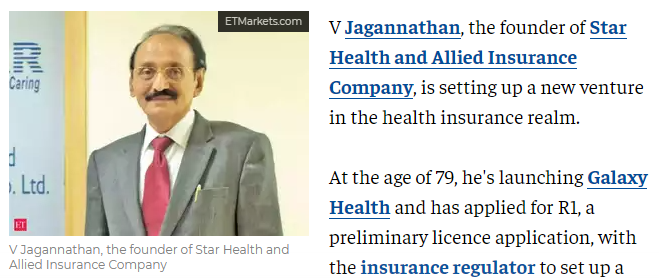 ETMarkets.com
R
Caring
d
. Ltd.
ET
V Jagannathan, the founder of Star Health and
Allied Insurance Company
V Jagannathan, the founder of Star
Health and Allied Insurance
Company, is setting up a new venture
in the health insurance realm.
At the age of 79, he's launching Galaxy
Health and has applied for R1, a
preliminary licence application, with
the insurance regulator to set up a